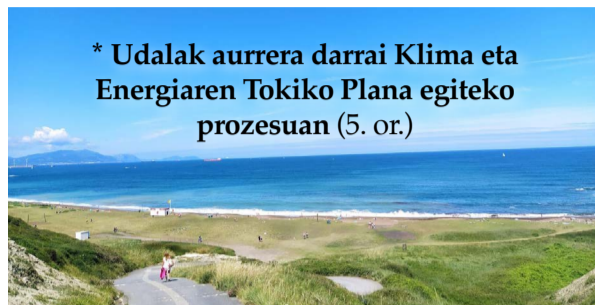 * Udalak aurrera darrai Klima eta
Energiaren Tokiko Plana egiteko
prozesuan (5. or.)